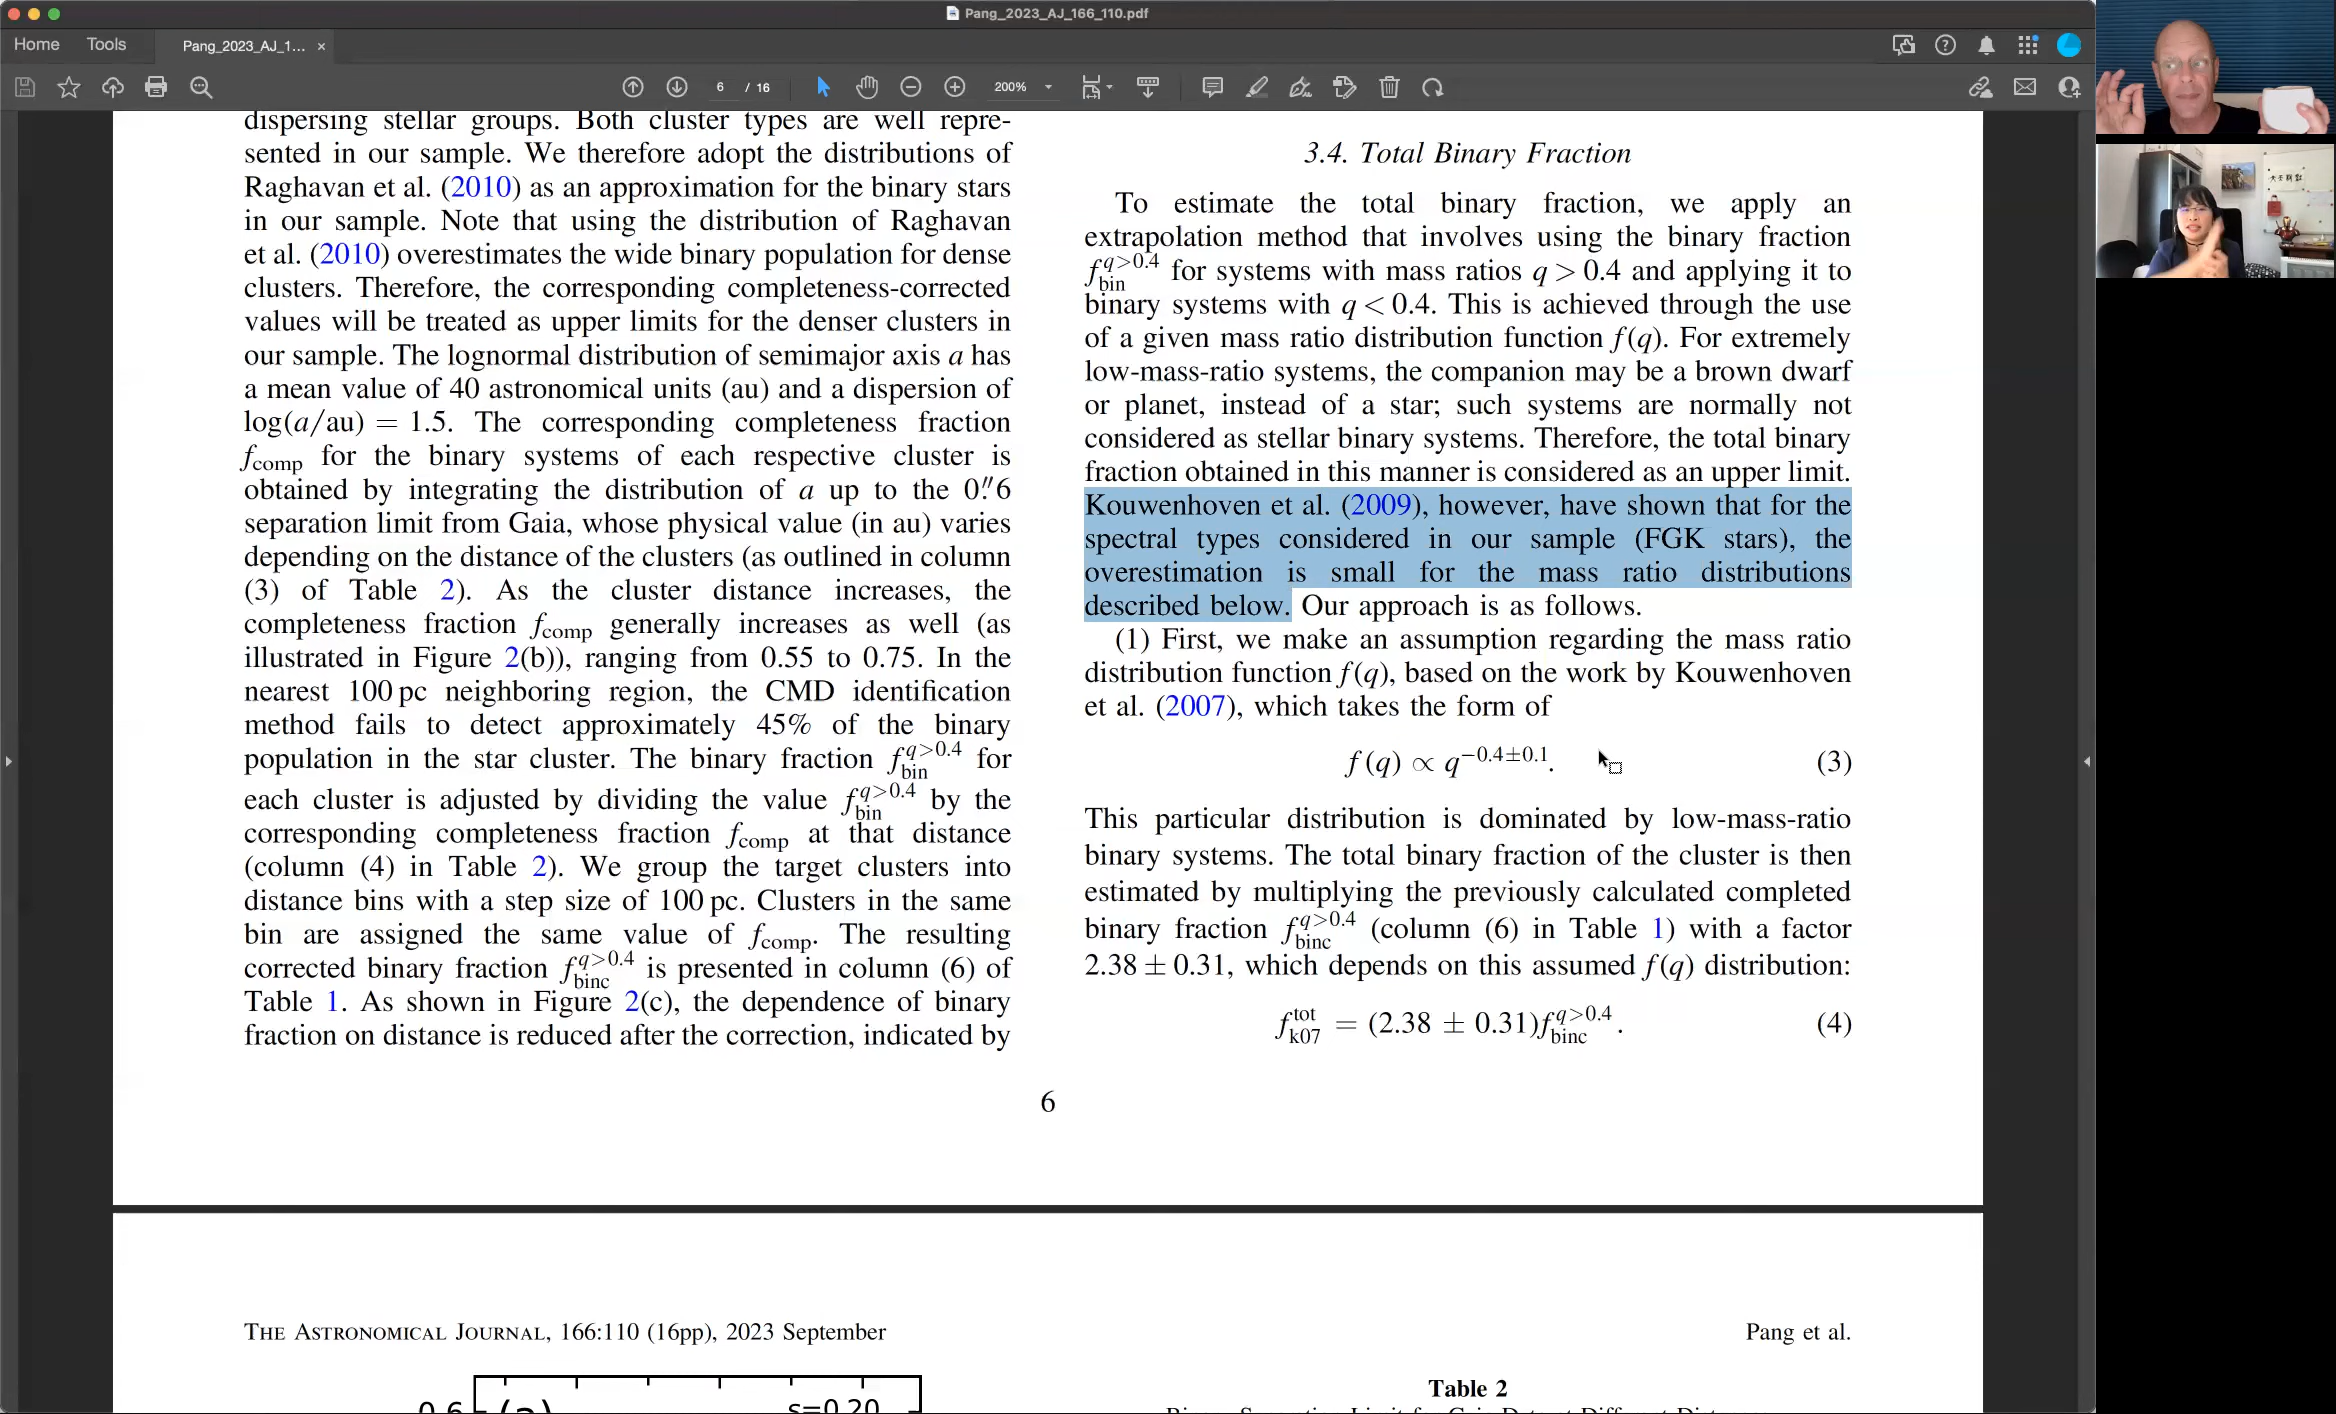 Pang_2023_AJ_166_110.pdf
Home Tools Pang_2023_AJ_1... ×
6 / 16 200%
dispersing stellar groups. Both cluster types are well repre-
sented in our sample. We therefore adopt the distributions of
Raghavan et al. (2010) as an approximation for the binary stars
in our sample. Note that using the distribution of Raghavan
et al. (2010) overestimates the wide binary population for dense
clusters. Therefore, the corresponding completeness-corrected
values will be treated as upper limits for the denser clusters in
our sample. The lognormal distribution of semimajor axis a has
a mean value of 40 astronomical units (au) and a dispersion of
log(a/au) = 1.5. The corresponding completeness fraction
f_comp for the binary systems of each respective cluster is
obtained by integrating the distribution of a up to the 0.″6
separation limit from Gaia, whose physical value (in au) varies
depending on the distance of the clusters (as outlined in column
(3) of Table 2). As the cluster distance increases, the
completeness fraction f_comp generally increases as well (as
illustrated in Figure 2(b)), ranging from 0.55 to 0.75. In the
nearest 100 pc neighboring region, the CMD identification
method fails to detect approximately 45% of the binary
population in the star cluster. The binary fraction f_bin^q>0.4 for
each cluster is adjusted by dividing the value f_bin^q>0.4 by the
corresponding completeness fraction f_comp at that distance
(column (4) in Table 2). We group the target clusters into
distance bins with a step size of 100 pc. Clusters in the same
bin are assigned the same value of f_comp. The resulting
corrected binary fraction f_binc^q>0.4 is presented in column (6) of
Table 1. As shown in Figure 2(c), the dependence of binary
fraction on distance is reduced after the correction, indicated by
3.4. Total Binary Fraction
To estimate the total binary fraction, we apply an
extrapolation method that involves using the binary fraction
f_bin^q>0.4 for systems with mass ratios q > 0.4 and applying it to
binary systems with q < 0.4. This is achieved through the use
of a given mass ratio distribution function f(q). For extremely
low-mass-ratio systems, the companion may be a brown dwarf
or planet, instead of a star; such systems are normally not
considered as stellar binary systems. Therefore, the total binary
fraction obtained in this manner is considered as an upper limit.
Kouwenhoven et al. (2009), however, have shown that for the
spectral types considered in our sample (FGK stars), the
overestimation is small for the mass ratio distributions
described below. Our approach is as follows.
(1) First, we make an assumption regarding the mass ratio
distribution function f(q), based on the work by Kouwenhoven
et al. (2007), which takes the form of
f(q) ∝ q^−0.4±0.1. (3)
This particular distribution is dominated by low-mass-ratio
binary systems. The total binary fraction of the cluster is then
estimated by multiplying the previously calculated completed
binary fraction f_binc^q>0.4 (column (6) in Table 1) with a factor
2.38 ± 0.31, which depends on this assumed f(q) distribution:
f_k07^tot = (2.38 ± 0.31)f_binc^q>0.4. (4)
6
THE ASTRONOMICAL JOURNAL, 166:110 (16pp), 2023 September
Pang et al.
0.6 (a) s=0.20
Table 2